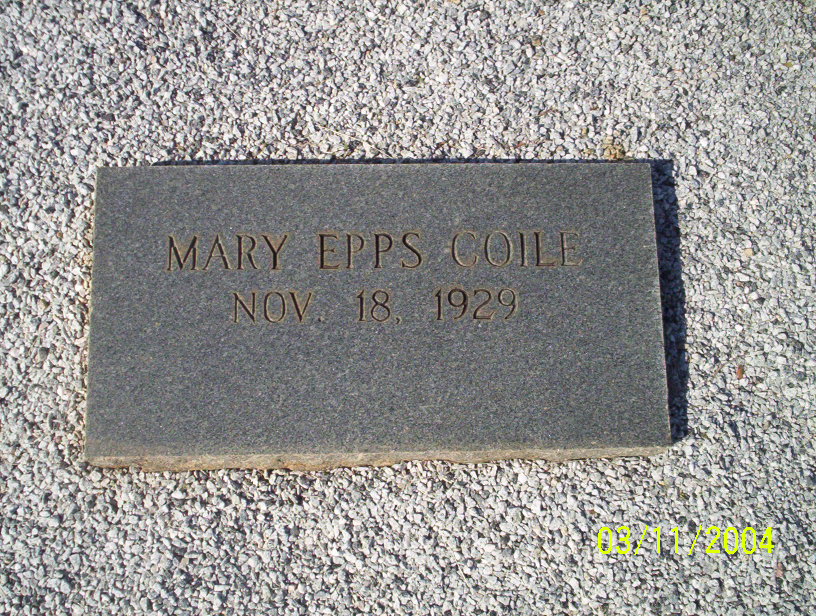 MARY EPPS COILE
NOV. 18, 1929
03/11/2004